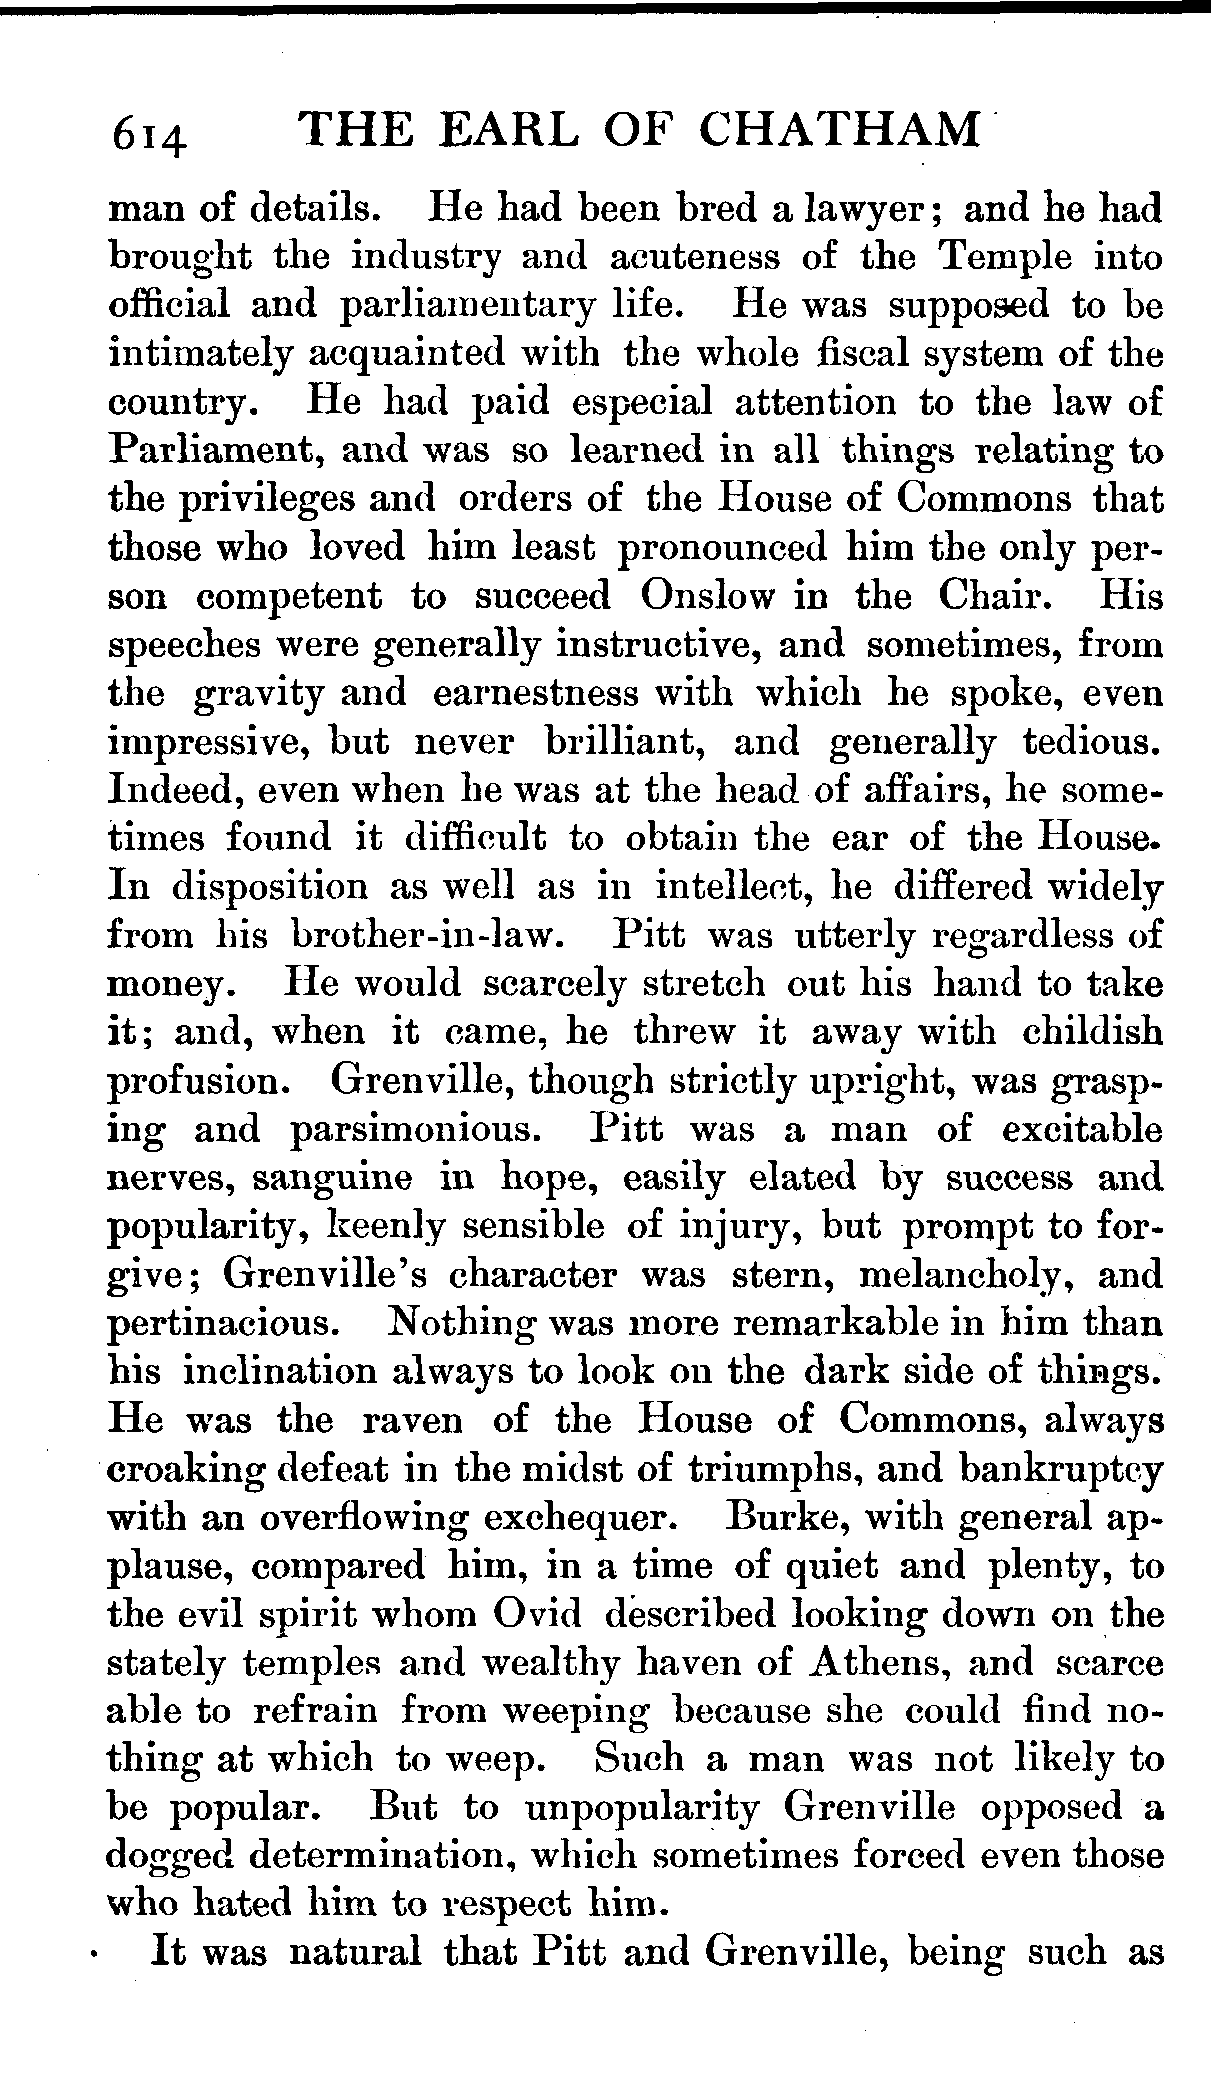 614 THE EARL OF CHATHAM
man of details. He had been bred a lawyer; and he had
brought the industry and acuteness of the Temple into
official and parliamentary life. He was supposed to be
intimately acquainted with the whole fiscal system of the
country. He had paid especial attention to the law of
Parliament, and was so learned in all things relating to
the privileges and orders of the House of Commons that
those who loved him least pronounced him the only per-
son competent to succeed Onslow in the Chair. His
speeches were generally instructive, and sometimes, from
the gravity and earnestness with which he spoke, even
impressive, but never brilliant, and generally tedious.
Indeed, even when he was at the head of affairs, he some-
times found it difficult to obtain the ear of the House.
In disposition as well as in intellect, he differed widely
from his brother-in-law. Pitt was utterly regardless of
money. He would scarcely stretch out his hand to take
it; and, when it came, he threw it away with childish
profusion. Grenville, though strictly upright, was grasp-
ing and parsimonious. Pitt was a man of excitable
nerves, sanguine in hope, easily elated by success and
popularity, keenly sensible of injury, but prompt to for-
give; Grenville's character was stern, melancholy, and
pertinacious. Nothing was more remarkable in him than
his inclination always to look on the dark side of things.
He was the raven of the House of Commons, always
croaking defeat in the midst of triumphs, and bankruptcy
with an overflowing exchequer. Burke, with general ap-
plause, compared him, in a time of quiet and plenty, to
the evil spirit whom Ovid described looking down on the
stately temples and wealthy haven of Athens, and scarce
able to refrain from weeping because she could find no-
thing at which to weep. Such a man was not likely to
be popular. But to unpopularity Grenville opposed a
dogged determination, which sometimes forced even those
who hated him to respect him.
It was natural that Pitt and Grenville, being such as